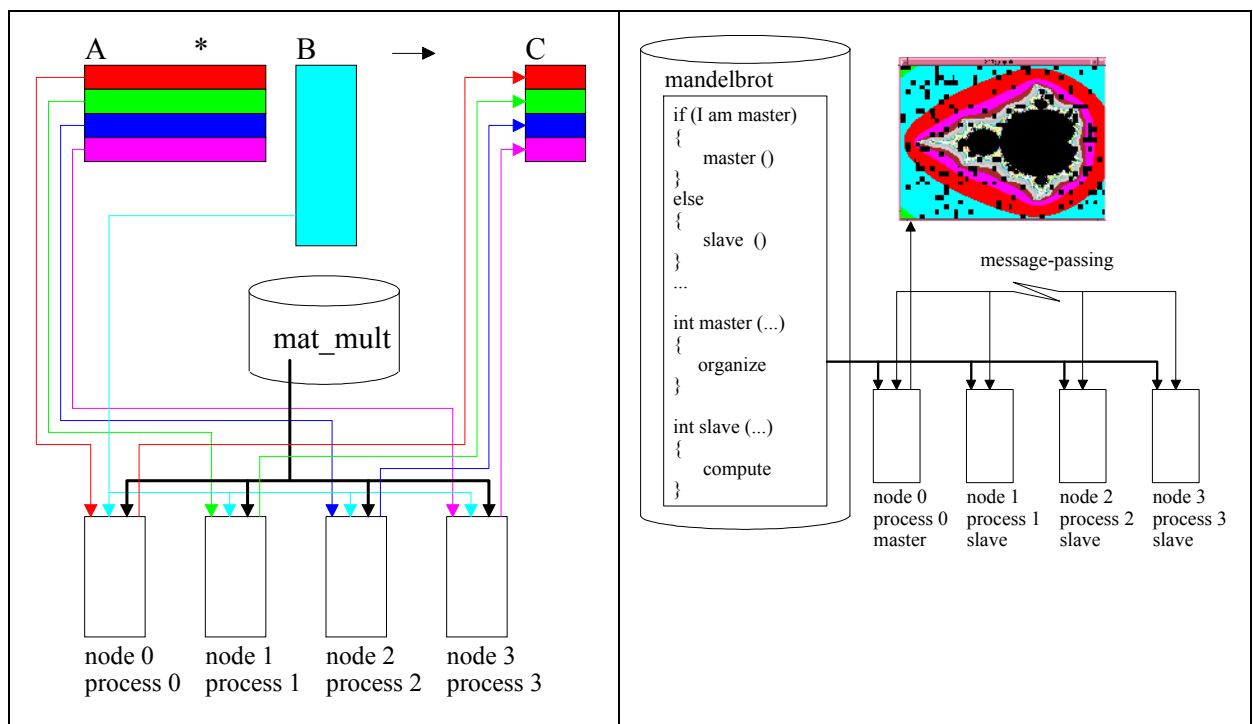 A * B C
mat_mult
node 0 node 1 node 2 node 3
process 0 process 1 process 2 process 3
mandelbrot
if (I am master)
{
master ()
}
else
{
slave ()
}
...
int master (...)
{
organize
}
int slave (...)
{
compute
}
message-passing
node 0 node 1 node 2 node 3
process 0 process 1 process 2 process 3
master slave slave slave